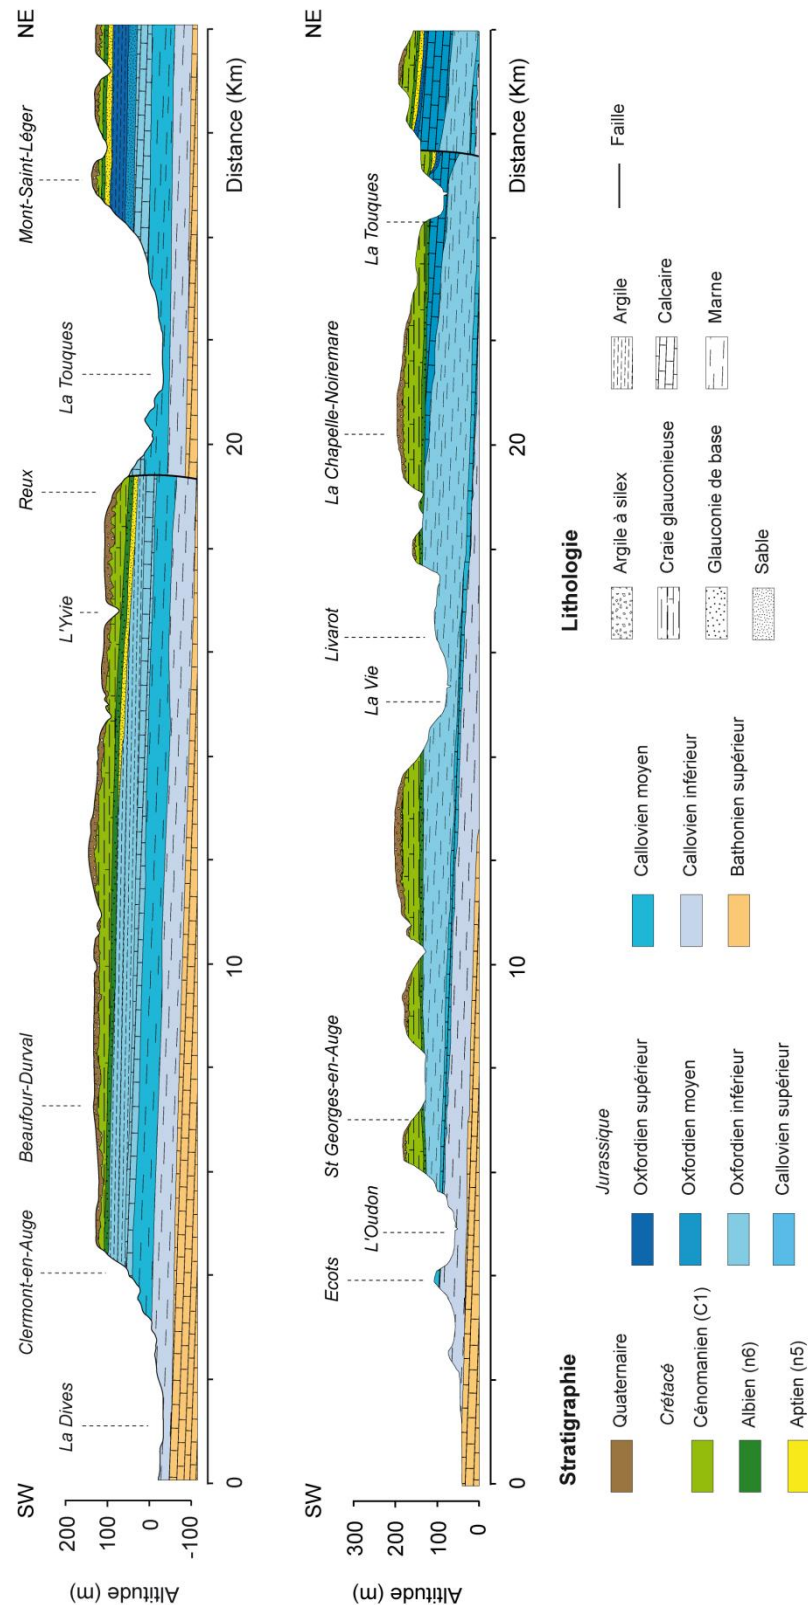 SW
NE
La Dives
Clermont-en-Auge
Beaufour-Durval
L'Yvie
Reux
La Touques
Mont-Saint-Léger
Altitude (m)
200
100
0
-100
0
10
20
Distance (Km)
SW
NE
Ecots
L'Oudon
St Georges-en-Auge
La Vie
Livarot
La Chapelle-Noiremare
La Touques
Altitude (m)
300
200
100
0
0
10
20
Distance (Km)
Stratigraphie
Quaternaire
Crétacé
Cénomanien (C1)
Albien (n6)
Aptien (n5)
Jurassique
Oxfordien supérieur
Oxfordien moyen
Oxfordien inférieur
Callovien supérieur
Callovien moyen
Callovien inférieur
Bathonien supérieur
Lithologie
Argile à silex
Craie glauconieuse
Glauconie de base
Sable
Argile
Calcaire
Marne
Faille